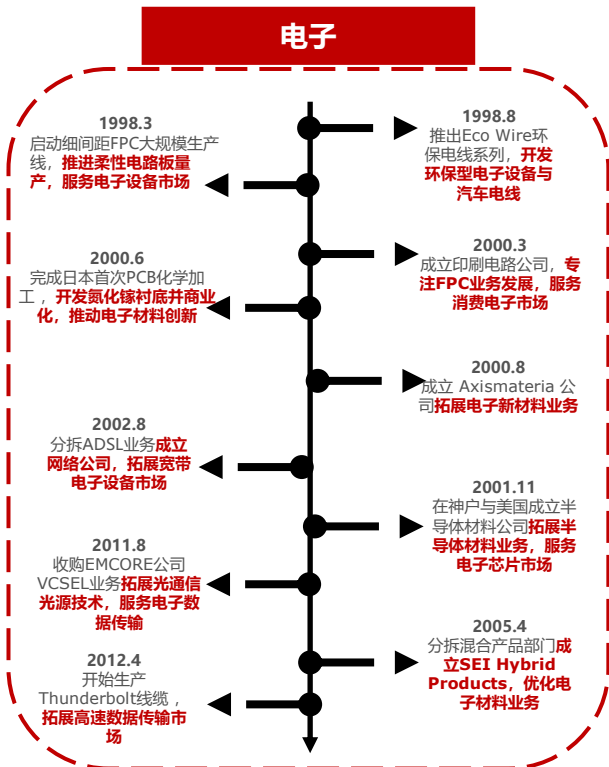 电子
1998.3
启动细间距FPC大规模生产
线，推进柔性电路板量
产，服务电子设备市场
1998.8
推出Eco Wire环
保电线系列，开发
环保型电子设备与
汽车电线
2000.6
完成日本首次PCB化学加
工，开发氮化镓衬底并商业
化，推动电子材料创新
2000.3
成立印刷电路公司，专
注FPC业务发展，服务
消费电子市场
2000.8
成立 Axismateria 公
司拓展电子新材料业务
2002.8
分拆ADSL业务成立
网络公司，拓展宽带
电子设备市场
2001.11
在神户与美国成立半
导体材料公司拓展半
导体材料业务，服务
电子芯片市场
2011.8
收购EMCORE公司
VCSEL业务拓展光通信
光源技术，服务电子数
据传输
2005.4
分拆混合产品部门成
立SEI Hybrid
Products，优化电
子材料业务
2012.4
开始生产
Thunderbolt线缆，
拓展高速数据传输市
场